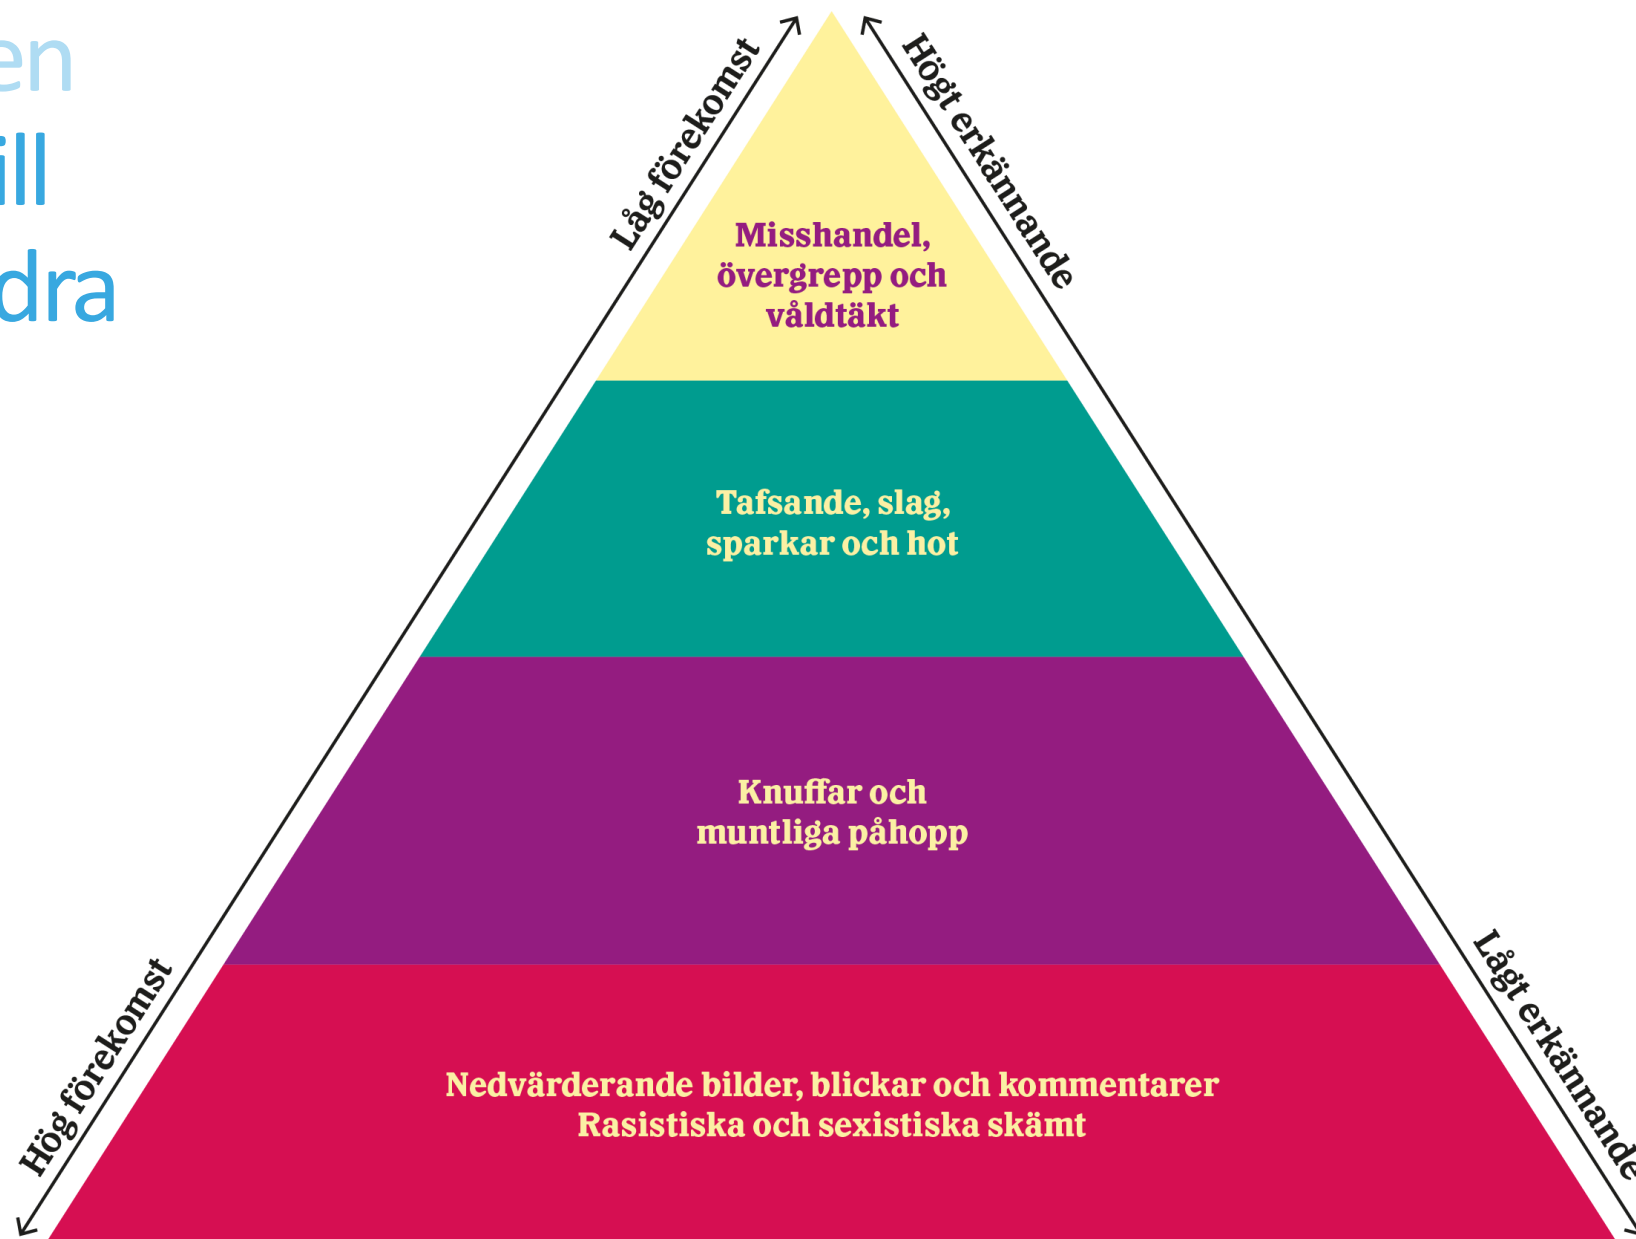 en
ill
dra
Låg förekomst
Högt erkännande
Misshandel,
övergrepp och
våldtäkt
Tafsande, slag,
sparkar och hot
Knuffar och
muntliga påhopp
Hög förekomst
Lågt erkännande
Nedvärderande bilder, blickar och kommentarer
Rasistiska och sexistiska skämt